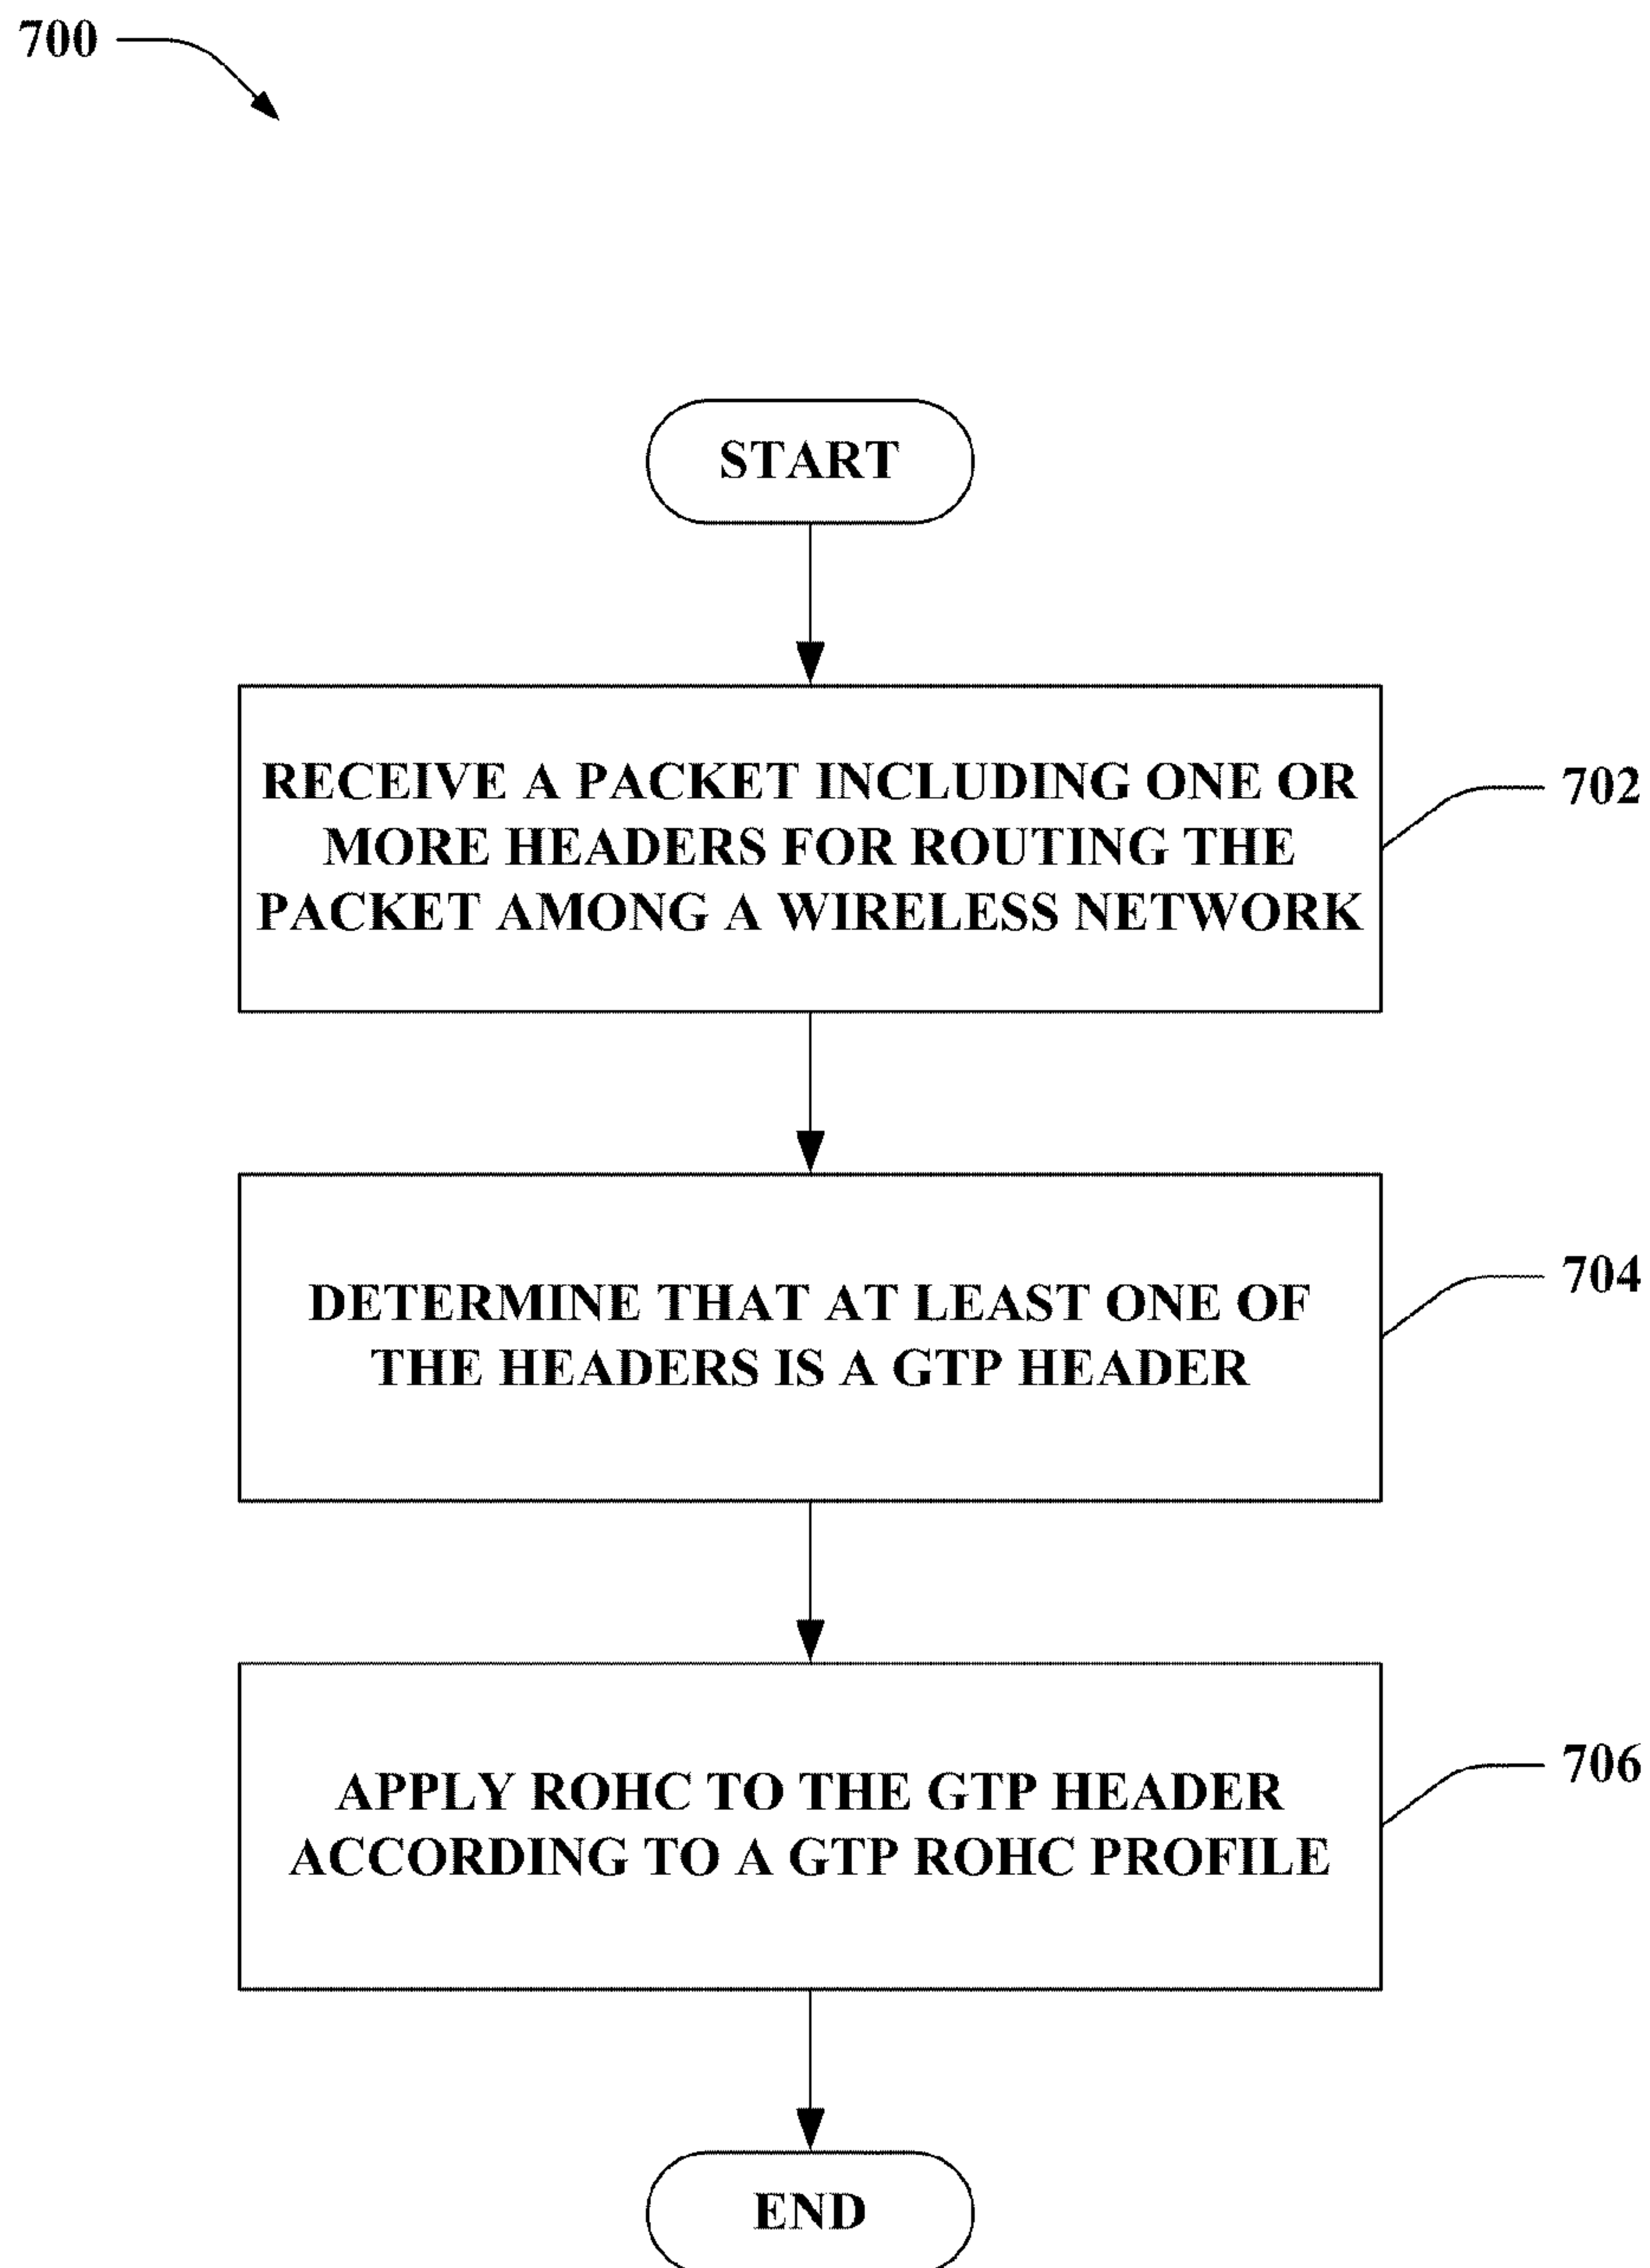 700
START
RECEIVE A PACKET INCLUDING ONE OR
MORE HEADERS FOR ROUTING THE
PACKET AMONG A WIRELESS NETWORK
702
DETERMINE THAT AT LEAST ONE OF
THE HEADERS IS A GTP HEADER
704
APPLY ROHC TO THE GTP HEADER
ACCORDING TO A GTP ROHC PROFILE
706
END